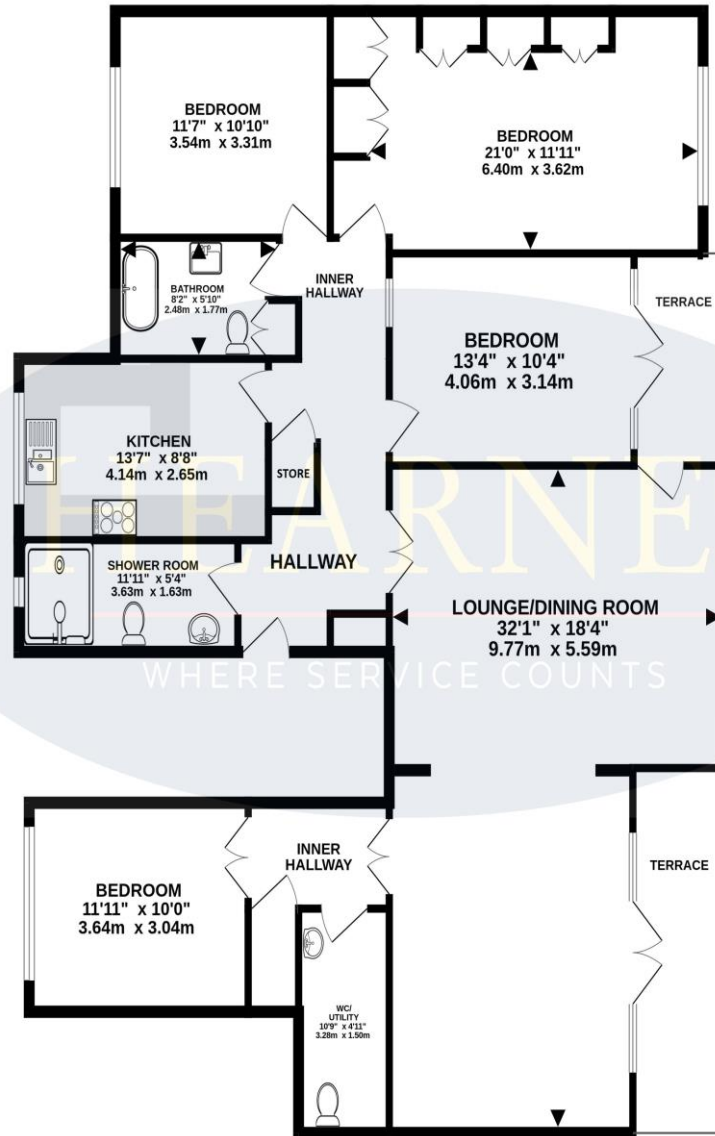 BEDROOM
11'7" x 10'10"
3.54m x 3.31m
BEDROOM
21'0" x 11'11"
6.40m x 3.62m
BATHROOM
8'2" x 5'10"
2.48m x 1.77m
INNER
HALLWAY
TERRACE
BEDROOM
13'4" x 10'4"
4.06m x 3.14m
KITCHEN
13'7" x 8'8"
4.14m x 2.65m
STORE
HEARNE
SHOWER ROOM
11'11" x 5'4"
3.63m x 1.63m
HALLWAY
LOUNGE/DINING ROOM
32'1" x 18'4"
9.77m x 5.59m
WHERE SERVICE COUNTS
INNER
HALLWAY
BEDROOM
11'11" x 10'0"
3.64m x 3.04m
TERRACE
WC/
UTILITY
10'9" x 4'11"
3.28m x 1.50m